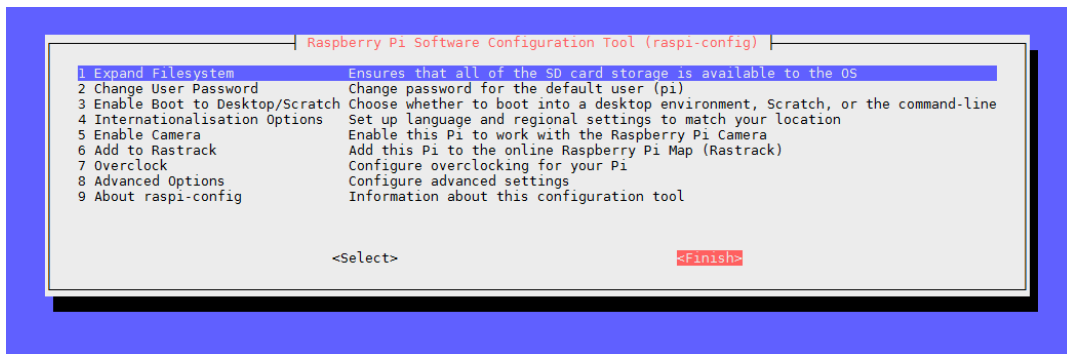 Raspberry Pi Software Configuration Tool (raspi-config)
1 Expand Filesystem Ensures that all of the SD card storage is available to the OS
2 Change User Password Change password for the default user (pi)
3 Enable Boot to Desktop/Scratch Choose whether to boot into a desktop environment, Scratch, or the command-line
4 Internationalisation Options Set up language and regional settings to match your location
5 Enable Camera Enable this Pi to work with the Raspberry Pi Camera
6 Add to Rastrack Add this Pi to the online Raspberry Pi Map (Rastrack)
7 Overclock Configure overclocking for your Pi
8 Advanced Options Configure advanced settings
9 About raspi-config Information about this configuration tool
<Select> <Finish>